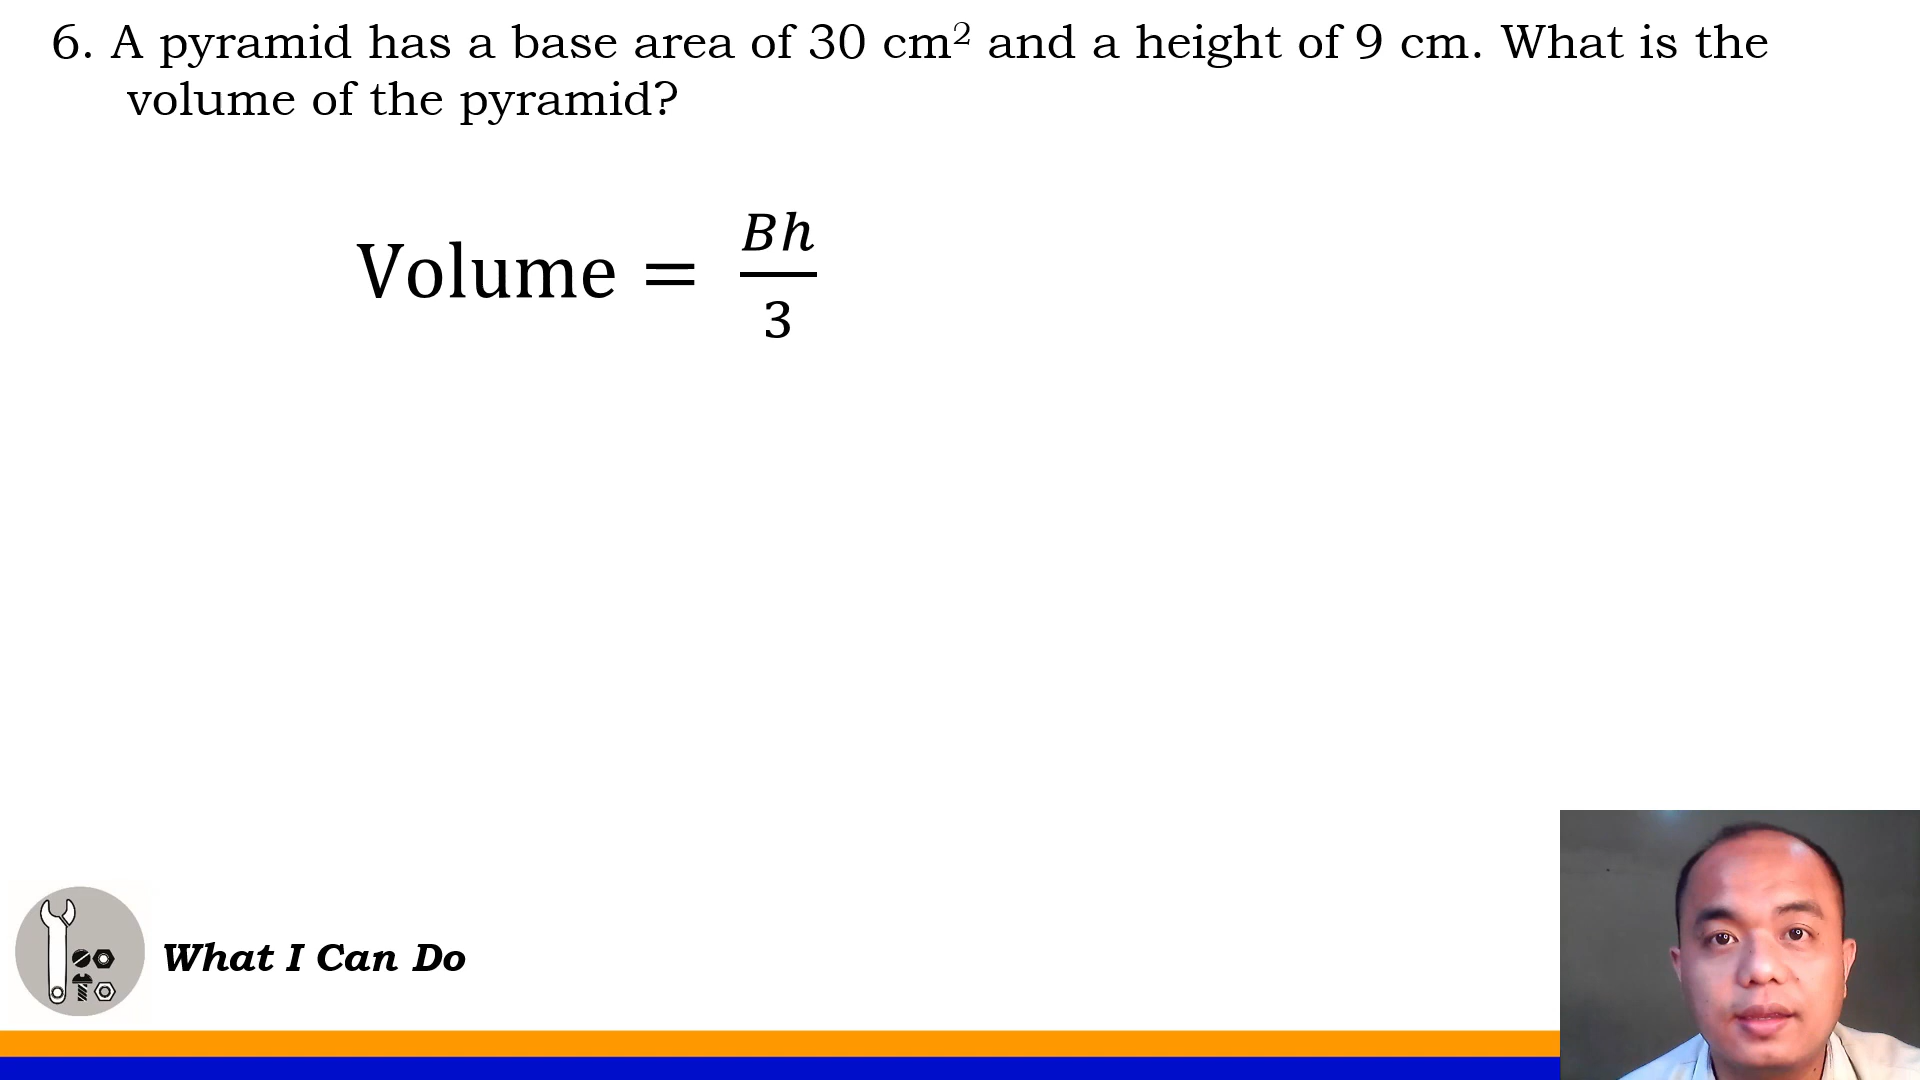 6. A pyramid has a base area of 30 cm² and a height of 9 cm. What is the
volume of the pyramid?
Volume = Bh/3
What I Can Do